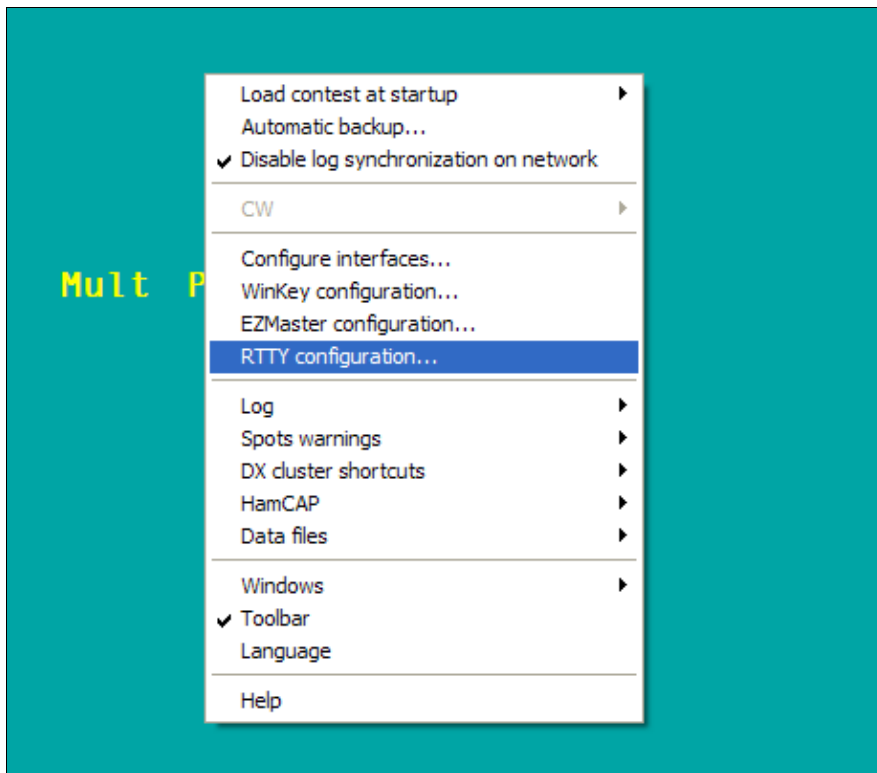 Load contest at startup
Automatic backup...
Disable log synchronization on network
CW
Configure interfaces...
Mult P
WinKey configuration...
EZMaster configuration...
RTTY configuration...
Log
Spots warnings
DX cluster shortcuts
HamCAP
Data files
Windows
Toolbar
Language
Help